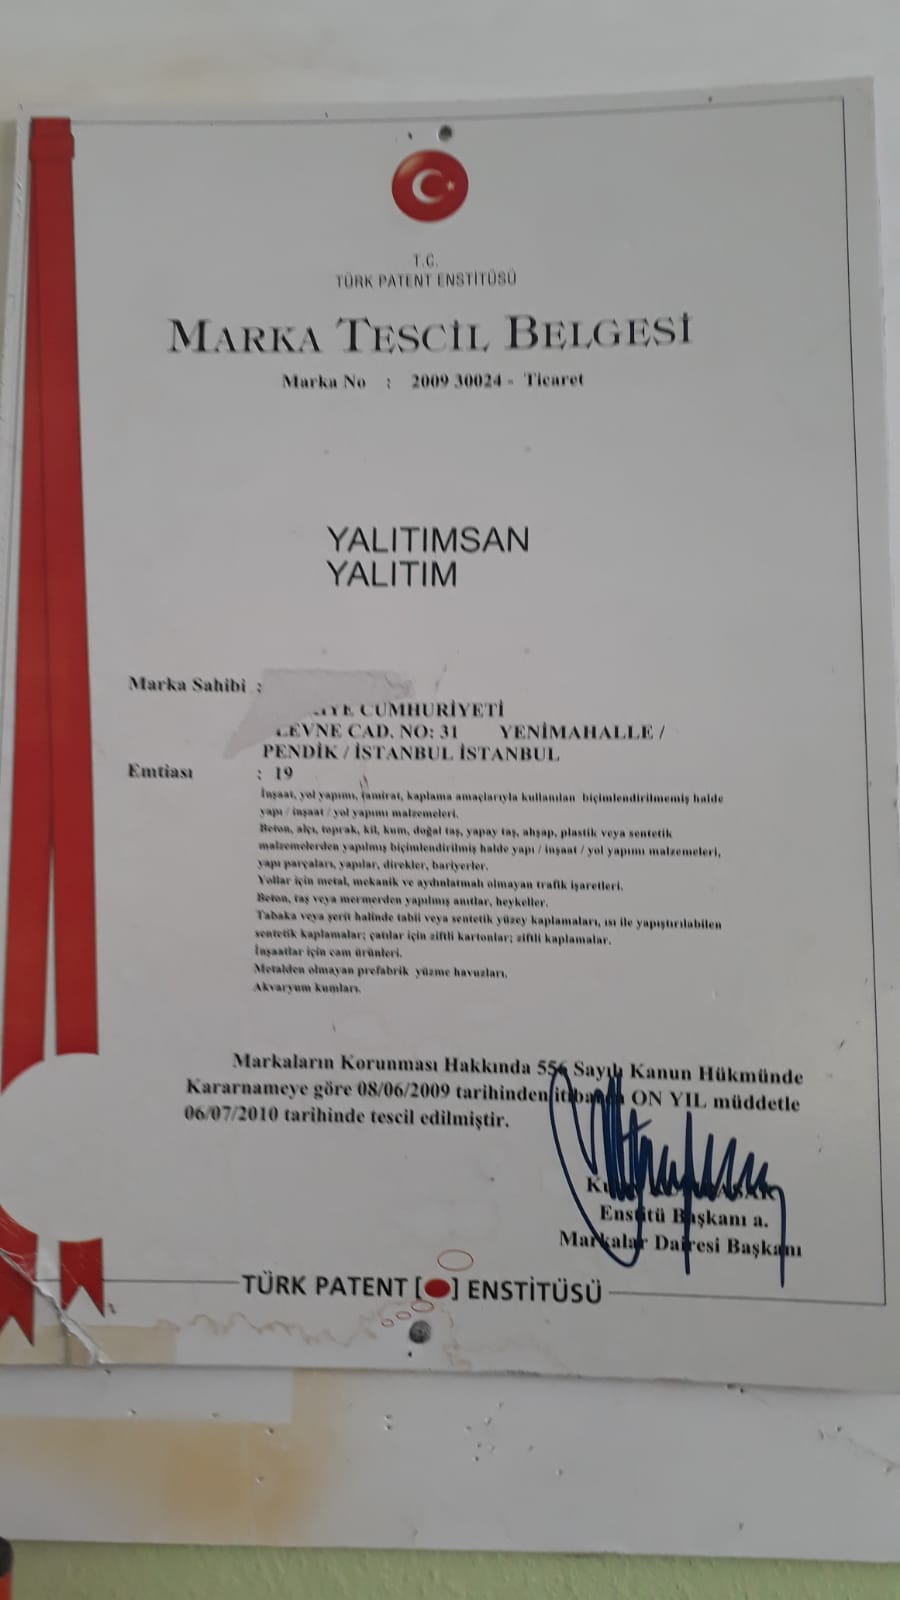 T.C.
TÜRK PATENT ENSTİTÜSÜ
MARKA TESCİL BELGESİ
Marka No : 2009 30024 - Ticaret
YALITIMSAN
YALITIM
Marka Sahibi :
CUMHURİYETİ
CAD. NO: 31 YENİMAHALLE /
PENDİK / İSTANBUL İSTANBUL
Emtiası : 19
İnşaat, yol yapımı, tamirat, kaplama amaçlarıyla kullanılan biçimlendirilmemiş halde
yapı / inşaat / yol yapımı malzemeleri.
Beton, alçı, toprak, kil, kum, doğal taş, yapay taş, ahşap, plastik veya sentetik
malzemelerden yapılmış biçimlendirilmiş halde yapı / inşaat / yol yapımı malzemeleri,
yapı parçaları, yapılar, direkler, bariyerler.
Yollar için metal, mekanik ve aydınlatmalı olmayan trafik işaretleri.
Beton, taş veya mermerden yapılmış anıtlar, heykeller.
Tabaka veya şerit halinde tabii veya sentetik yüzey kaplamaları, ısı ile yapıştırılabilen
sentetik kaplamalar; çatılar için ziftli kartonlar; ziftli kaplamalar.
İnşaatlar için cam ürünleri.
Metalden olmayan prefabrik yüzme havuzları.
Akvaryum kumları.
Markaların Korunması Hakkında 556 Sayılı Kanun Hükmünde
Kararnameye göre 08/06/2009 tarihinden itibaren ON YIL müddetle
06/07/2010 tarihinde tescil edilmiştir.
Enstitü Başkanı a.
Markalar Dairesi Başkanı
TÜRK PATENT [ ] ENSTİTÜSÜ